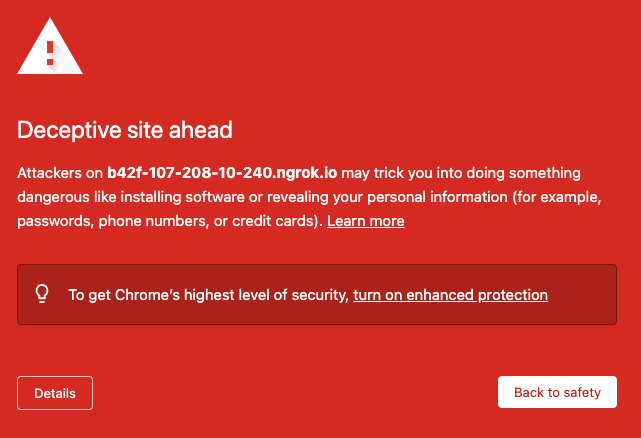 Deceptive site ahead
Attackers on b42f-107-208-10-240.ngrok.io may trick you into doing something
dangerous like installing software or revealing your personal information (for example,
passwords, phone numbers, or credit cards). Learn more
To get Chrome’s highest level of security, turn on enhanced protection
Details
Back to safety